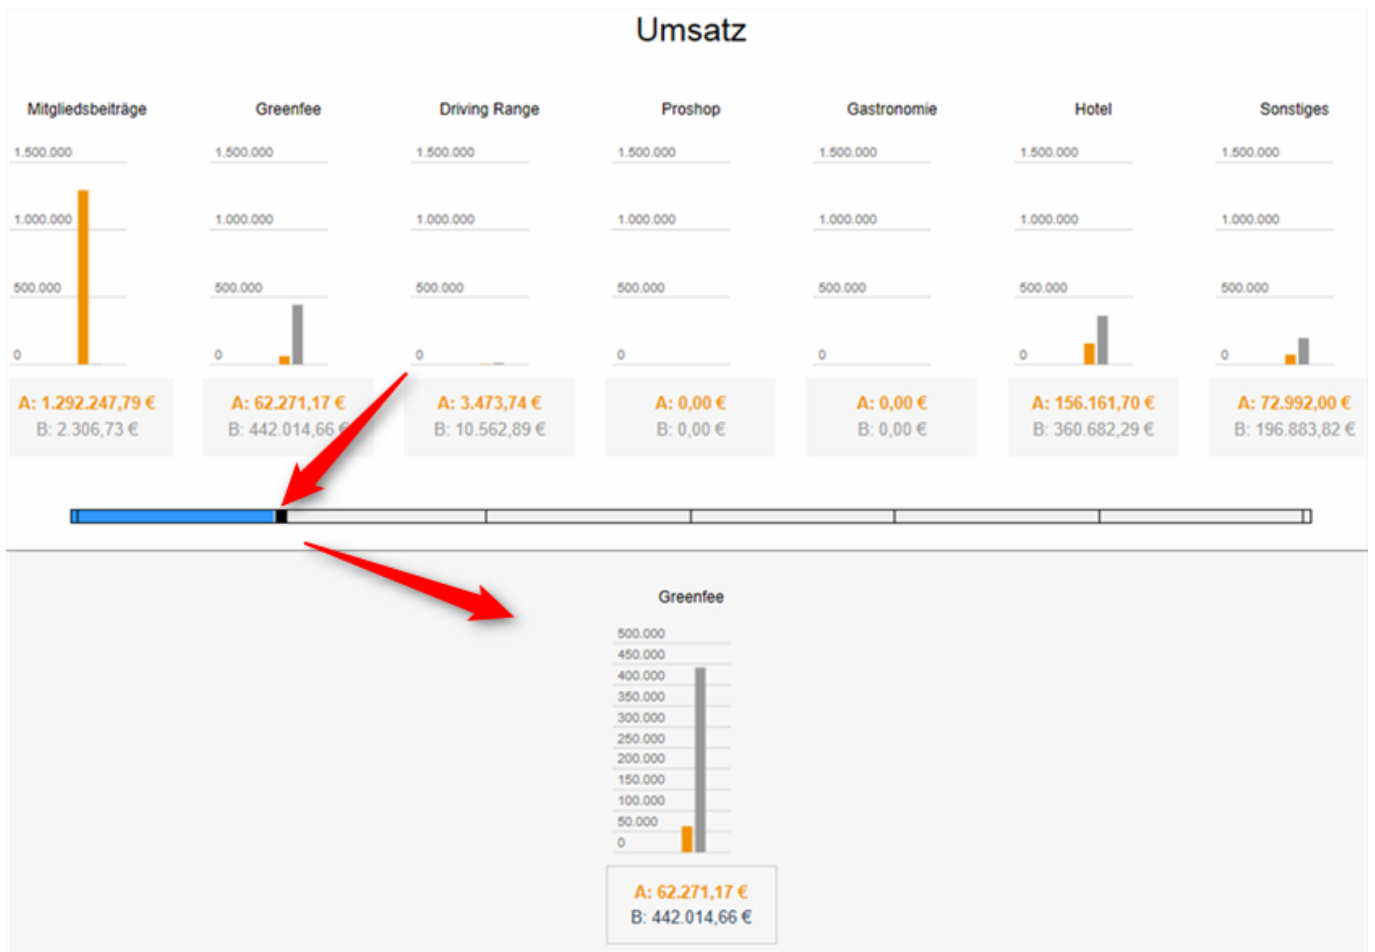 Umsatz
Mitgliedsbeiträge Greenfee Driving Range Proshop Gastronomie Hotel Sonstiges
1.500.000 1.500.000 1.500.000 1.500.000 1.500.000 1.500.000 1.500.000
1.000.000 1.000.000 1.000.000 1.000.000 1.000.000 1.000.000 1.000.000
500.000 500.000 500.000 500.000 500.000 500.000 500.000
0 0 0 0 0 0 0
A: 1.292.247,79 € A: 62.271,17 € A: 3.473,74 € A: 0,00 € A: 0,00 € A: 156.161,70 € A: 72.992,00 €
B: 2.306,73 € B: 442.014,66 € B: 10.562,89 € B: 0,00 € B: 0,00 € B: 360.682,29 € B: 196.883,82 €
Greenfee
500.000
450.000
400.000
350.000
300.000
250.000
200.000
150.000
100.000
50.000
0
A: 62.271,17 €
B: 442.014,66 €